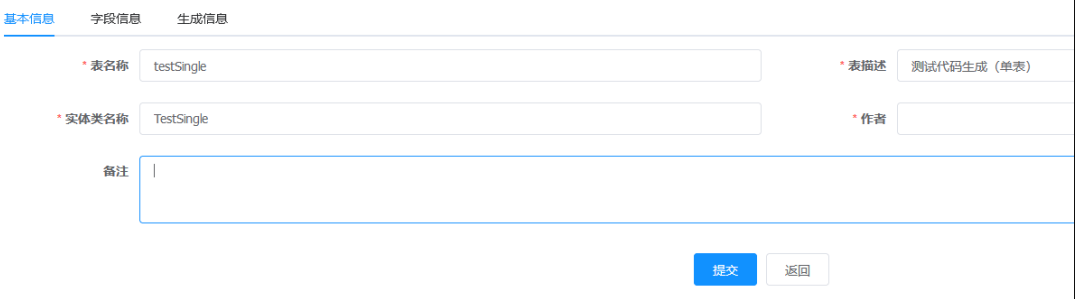 基本信息 字段信息 生成信息
* 表名称 testSingle * 表描述 测试代码生成（单表）
* 实体类名称 TestSingle * 作者
备注
提交 返回